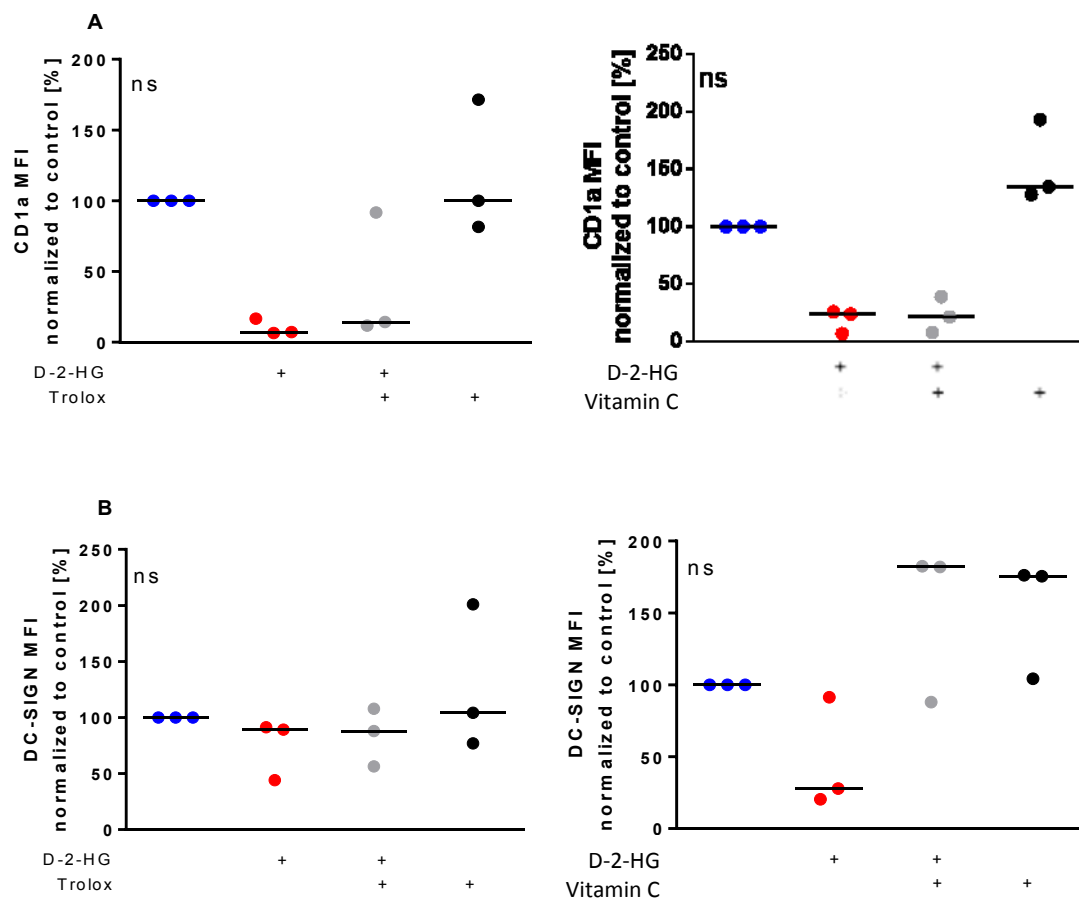 A
CD1a MFI
normalized to control [%]
200
150
100
50
0
ns
D-2-HG + +
Trolox + +
CD1a MFI
normalized to control [%]
250
200
150
100
50
0
ns
D-2-HG + +
Vitamin C + +
B
DC-SIGN MFI
normalized to control [%]
250
200
150
100
50
0
ns
D-2-HG + +
Trolox + +
DC-SIGN MFI
normalized to control [%]
200
150
100
50
0
ns
D-2-HG + +
Vitamin C + +